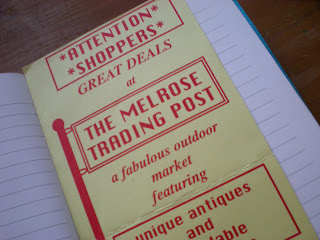 *ATTENTION*
*SHOPPERS*
GREAT DEALS
at
THE MELROSE
TRADING POST
a fabulous outdoor
market
featuring
unique antiques
and